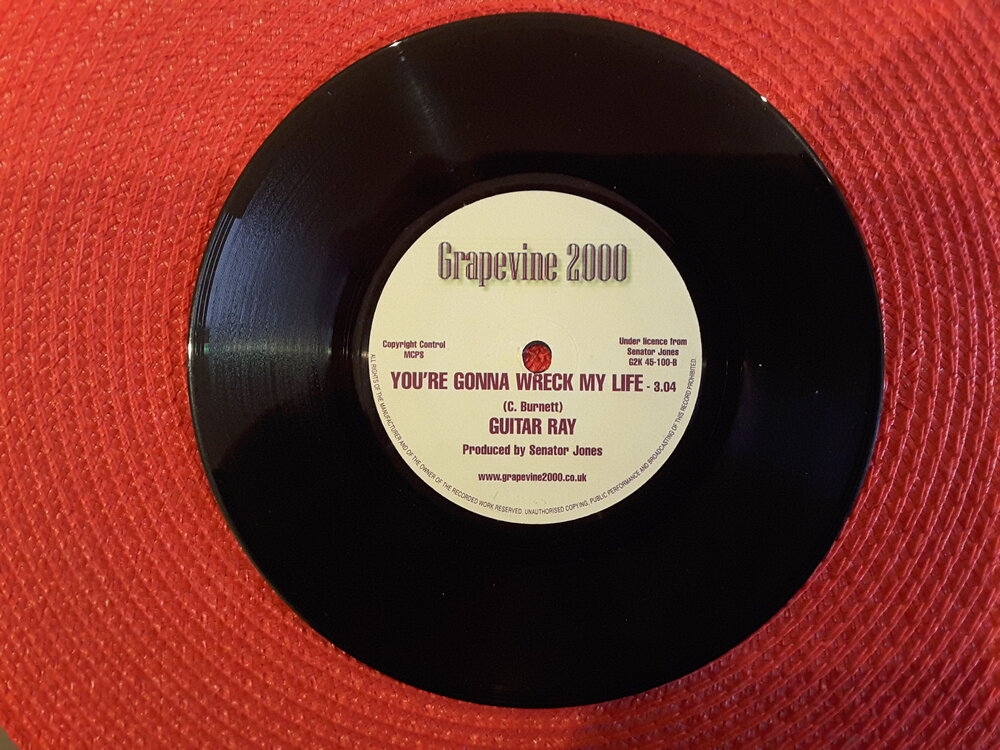 Grapevine 2000
Copyright Control
MCPS
Under licence from
Senator Jones
G2K 45-100-B
YOU'RE GONNA WRECK MY LIFE - 3.04
(C. Burnett)
GUITAR RAY
Produced by Senator Jones
www.grapevine2000.co.uk
ALL RIGHTS OF THE MANUFACTURER AND OF THE OWNER OF THE RECORDED WORK RESERVED. UNAUTHORISED COPYING, PUBLIC PERFORMANCE AND BROADCASTING OF THIS RECORD PROHIBITED.